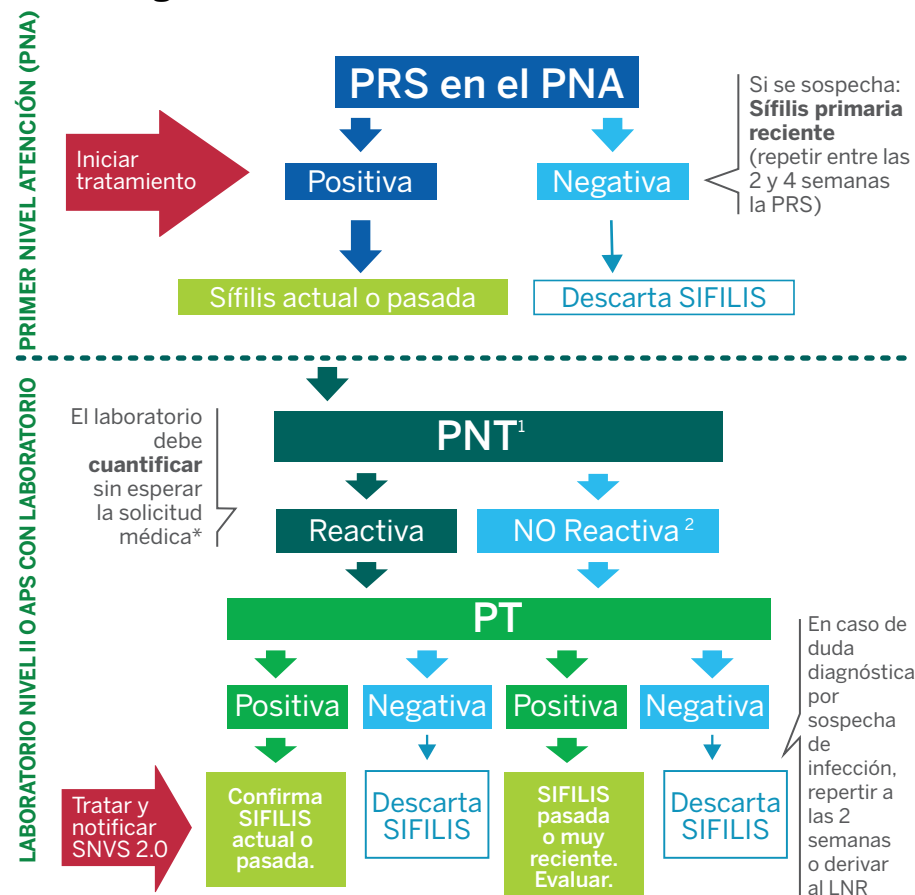 PRIMER NIVEL ATENCIÓN (PNA)
PRS en el PNA
Iniciar
tratamiento
Positiva
Negativa
Si se sospecha:
Sífilis primaria
reciente
(repetir entre las
2 y 4 semanas
la PRS)
Sífilis actual o pasada
Descarta SIFILIS
LABORATORIO NIVEL II O APS CON LABORATORIO
El laboratorio
debe
cuantificar
sin esperar
la solicitud
médica*
PNT1
Reactiva
NO Reactiva 2
PT
Positiva
Negativa
Positiva
Negativa
En caso de
duda
diagnóstica
por
sospecha
de
infección,
repertir a
las 2
semanas
o derivar
al LNR
Tratar y
notificar
SNVS 2.0
Confirma
SIFILIS
actual o
pasada.
Descarta
SIFILIS
SIFILIS
pasada
o muy
reciente.
Evaluar.
Descarta
SIFILIS